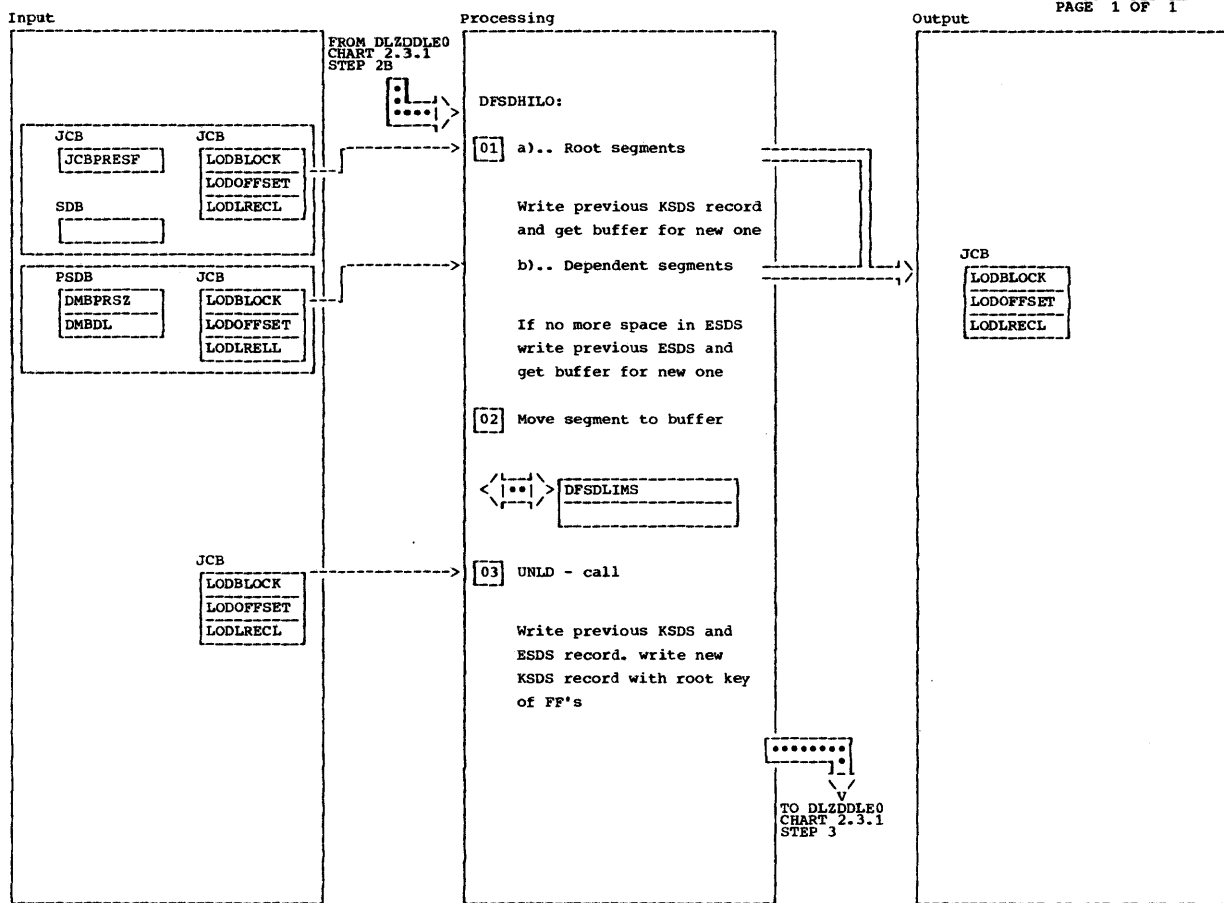 PAGE 1 OF 1
Input
Processing
Output
FROM DLZDDLE0
CHART 2.3.1
STEP 2B
DFSDHILO:
JCB JCB
JCBPRESF LODBLOCK
LODOFFSET
SDB LODLRECL
01 a).. Root segments
Write previous KSDS record
and get buffer for new one
PSDB JCB
DMBPRSZ LODBLOCK
DMBDL LODOFFSET
LODLRELL
b).. Dependent segments
If no more space in ESDS
write previous ESDS and
get buffer for new one
JCB
LODBLOCK
LODOFFSET
LODLRECL
02 Move segment to buffer
DFSDLIMS
JCB
LODBLOCK
LODOFFSET
LODLRECL
03 UNLD - call
Write previous KSDS and
ESDS record. write new
KSDS record with root key
of FF's
TO DLZDDLE0
CHART 2.3.1
STEP 3